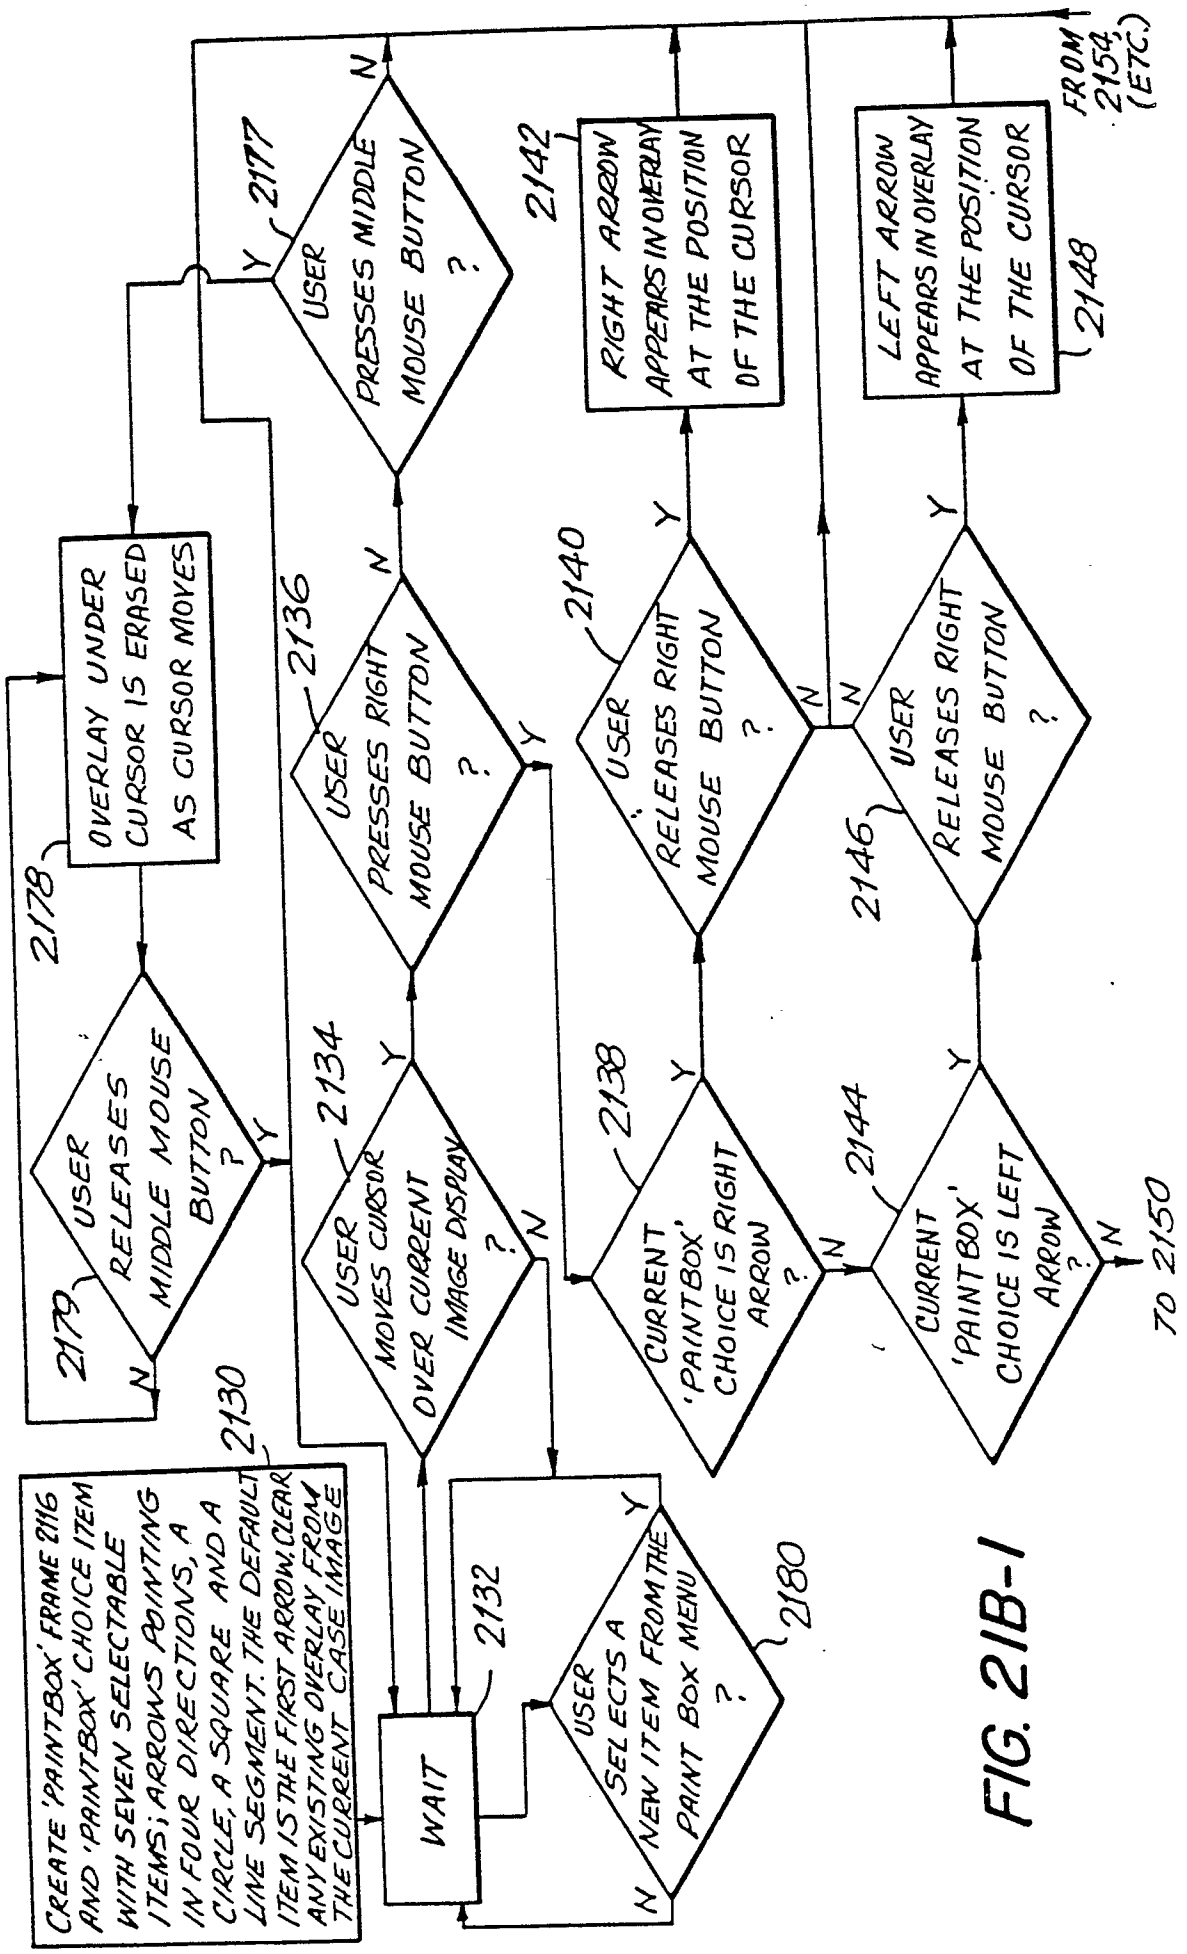 2179
USER
RELEASES
MIDDLE MOUSE
BUTTON
?
N
Y
2178
OVERLAY UNDER
CURSOR IS ERASED
AS CURSOR MOVES
CREATE 'PAINTBOX' FRAME 2116
AND 'PAINTBOX' CHOICE ITEM
WITH SEVEN SELECTABLE
ITEMS; ARROWS POINTING
IN FOUR DIRECTIONS, A
CIRCLE, A SQUARE AND A
LINE SEGMENT. THE DEFAULT
ITEM IS THE FIRST ARROW. CLEAR
ANY EXISTING OVERLAY FROM
THE CURRENT CASE IMAGE
2130
WAIT
2132
USER
MOVES CURSOR
OVER CURRENT
IMAGE DISPLAY
?
2134
Y
N
USER
PRESSES RIGHT
MOUSE BUTTON
?
2136
N
Y
USER
PRESSES MIDDLE
MOUSE BUTTON
?
2177
Y
N
USER
SELECTS A
NEW ITEM FROM THE
PAINT BOX MENU
?
2180
N
Y
CURRENT
'PAINTBOX'
CHOICE IS RIGHT
ARROW
?
2138
Y
N
USER
RELEASES RIGHT
MOUSE BUTTON
?
2140
Y
N
RIGHT ARROW
APPEARS IN OVERLAY
AT THE POSITION
OF THE CURSOR
2142
CURRENT
'PAINTBOX'
CHOICE IS LEFT
ARROW
?
2144
Y
N
TO 2150
USER
RELEASES RIGHT
MOUSE BUTTON
?
2146
N
Y
LEFT ARROW
APPEARS IN OVERLAY
AT THE POSITION
OF THE CURSOR
2148
FROM
2154,
(ETC.)
FIG. 21B-1